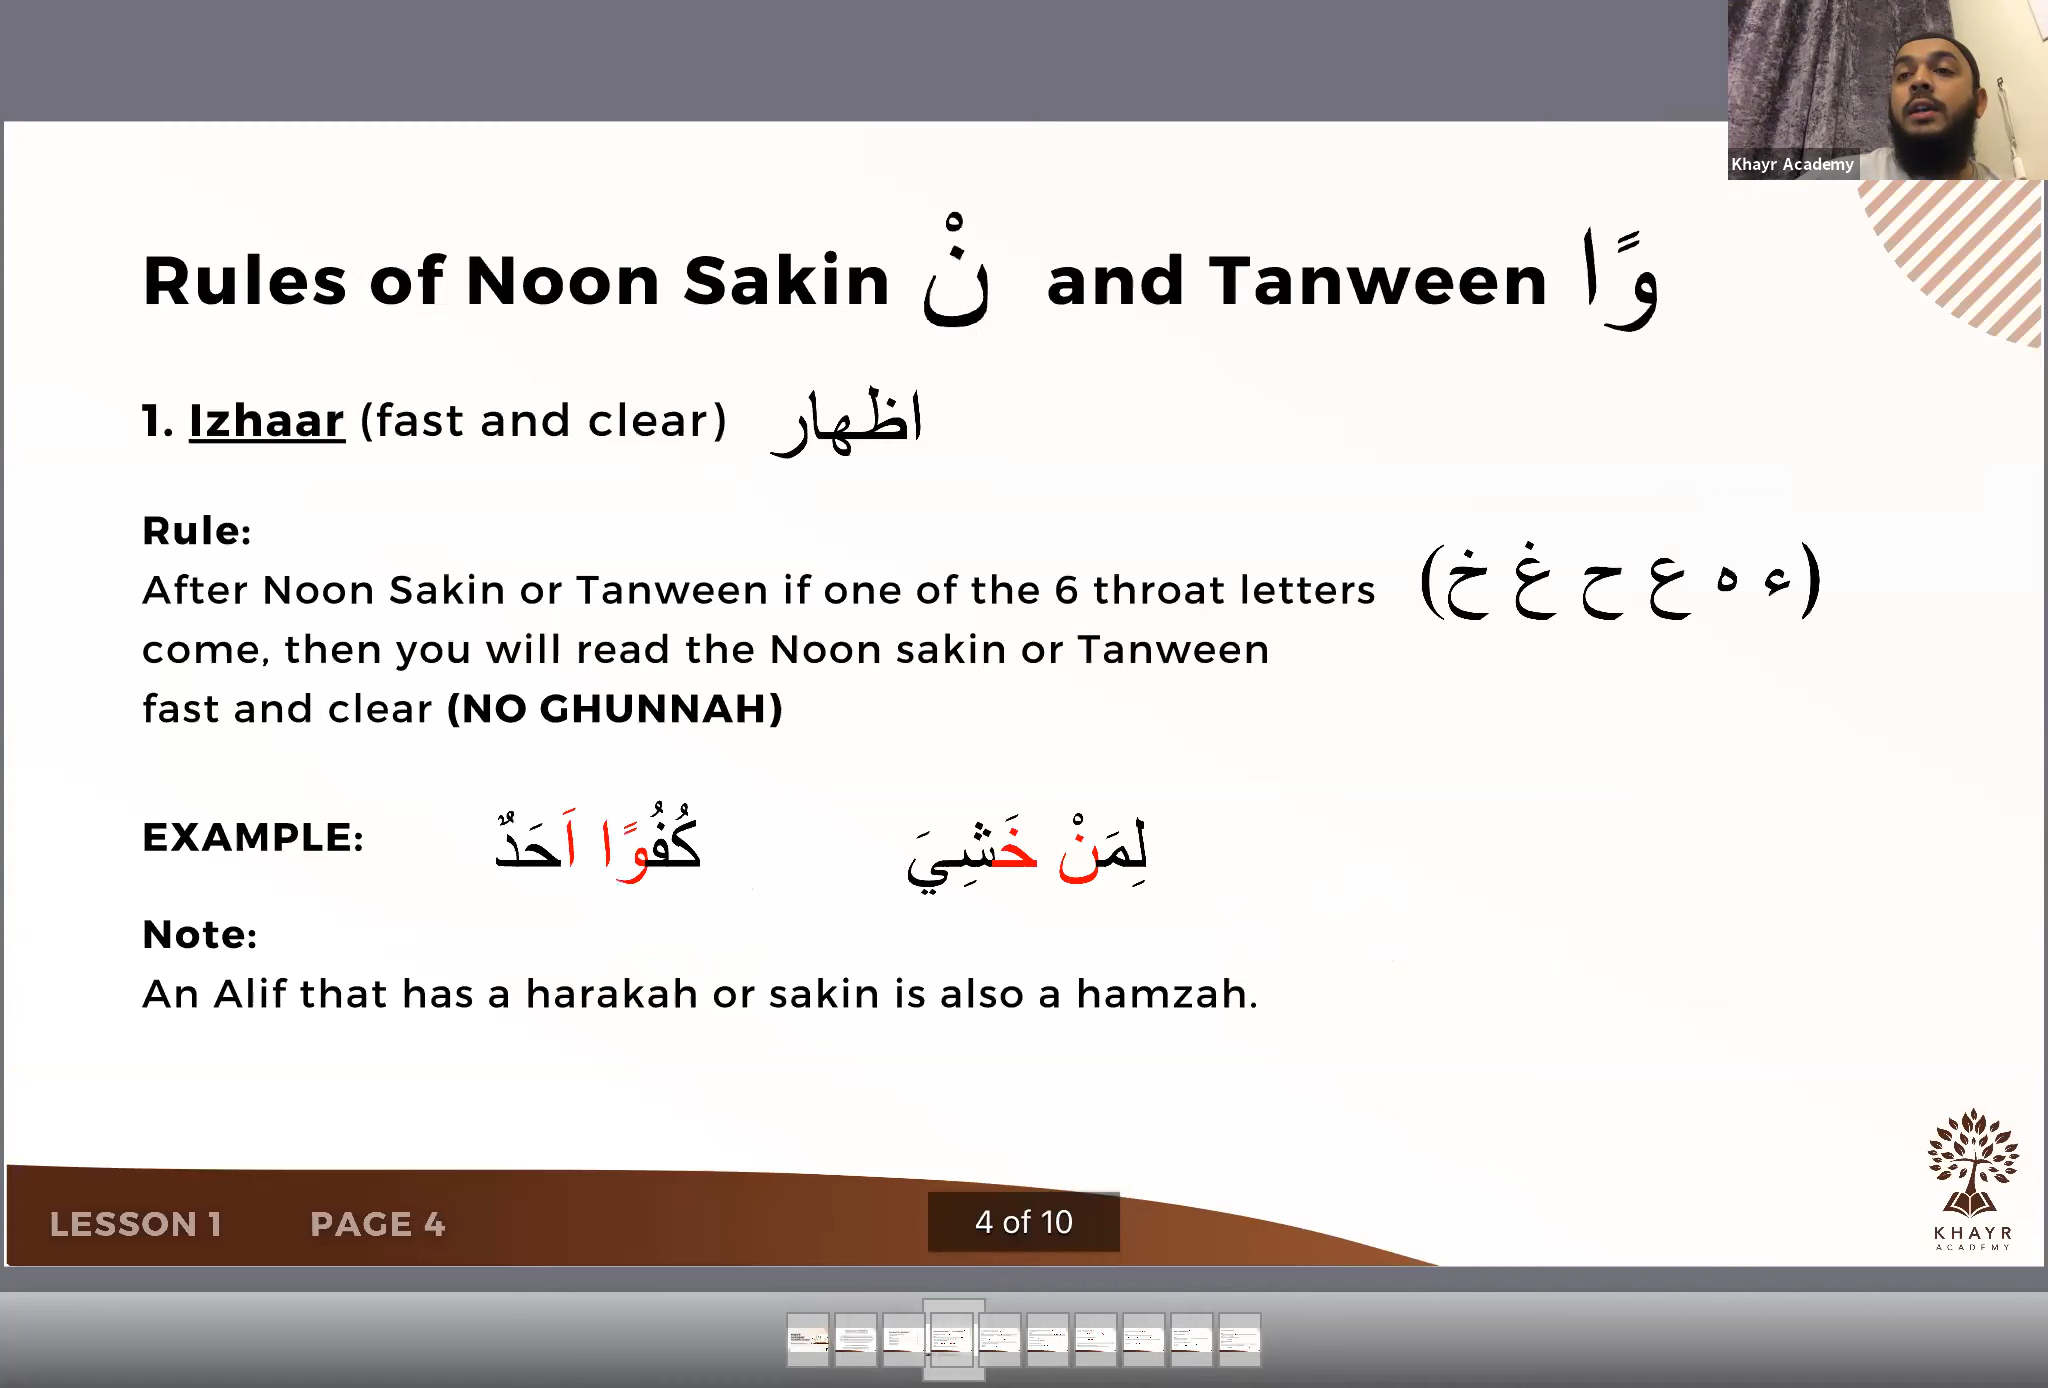 Khayr Academy
Rules of Noon Sakin نْ and Tanween وًا
1. Izhaar (fast and clear) اظهار
Rule:
After Noon Sakin or Tanween if one of the 6 throat letters (ء ه ع ح غ خ)
come, then you will read the Noon sakin or Tanween
fast and clear (NO GHUNNAH)
EXAMPLE: كُفُوًا اَحَدٌ لِمَنْ خَشِيَ
Note:
An Alif that has a harakah or sakin is also a hamzah.
LESSON 1 PAGE 4
4 of 10
KHAYR
ACADEMY